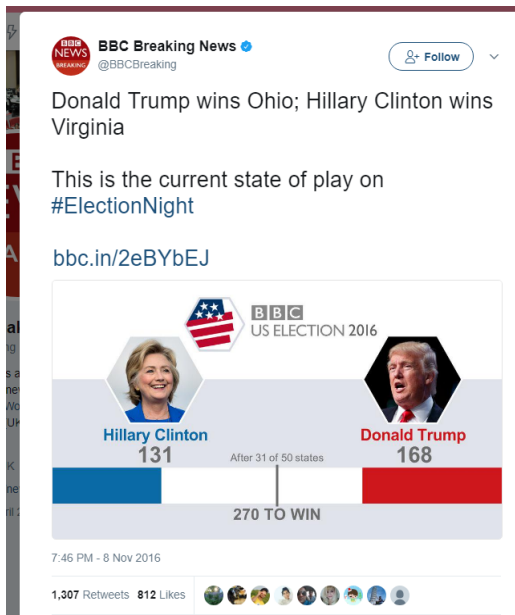 BBC
NEWS
BREAKING
BBC Breaking News
@BBCBreaking
Follow
Donald Trump wins Ohio; Hillary Clinton wins
Virginia
This is the current state of play on
#ElectionNight
bbc.in/2eBYbEJ
BBC
US ELECTION 2016
Hillary Clinton
131
After 31 of 50 states
Donald Trump
168
270 TO WIN
7:46 PM - 8 Nov 2016
1,307 Retweets 812 Likes